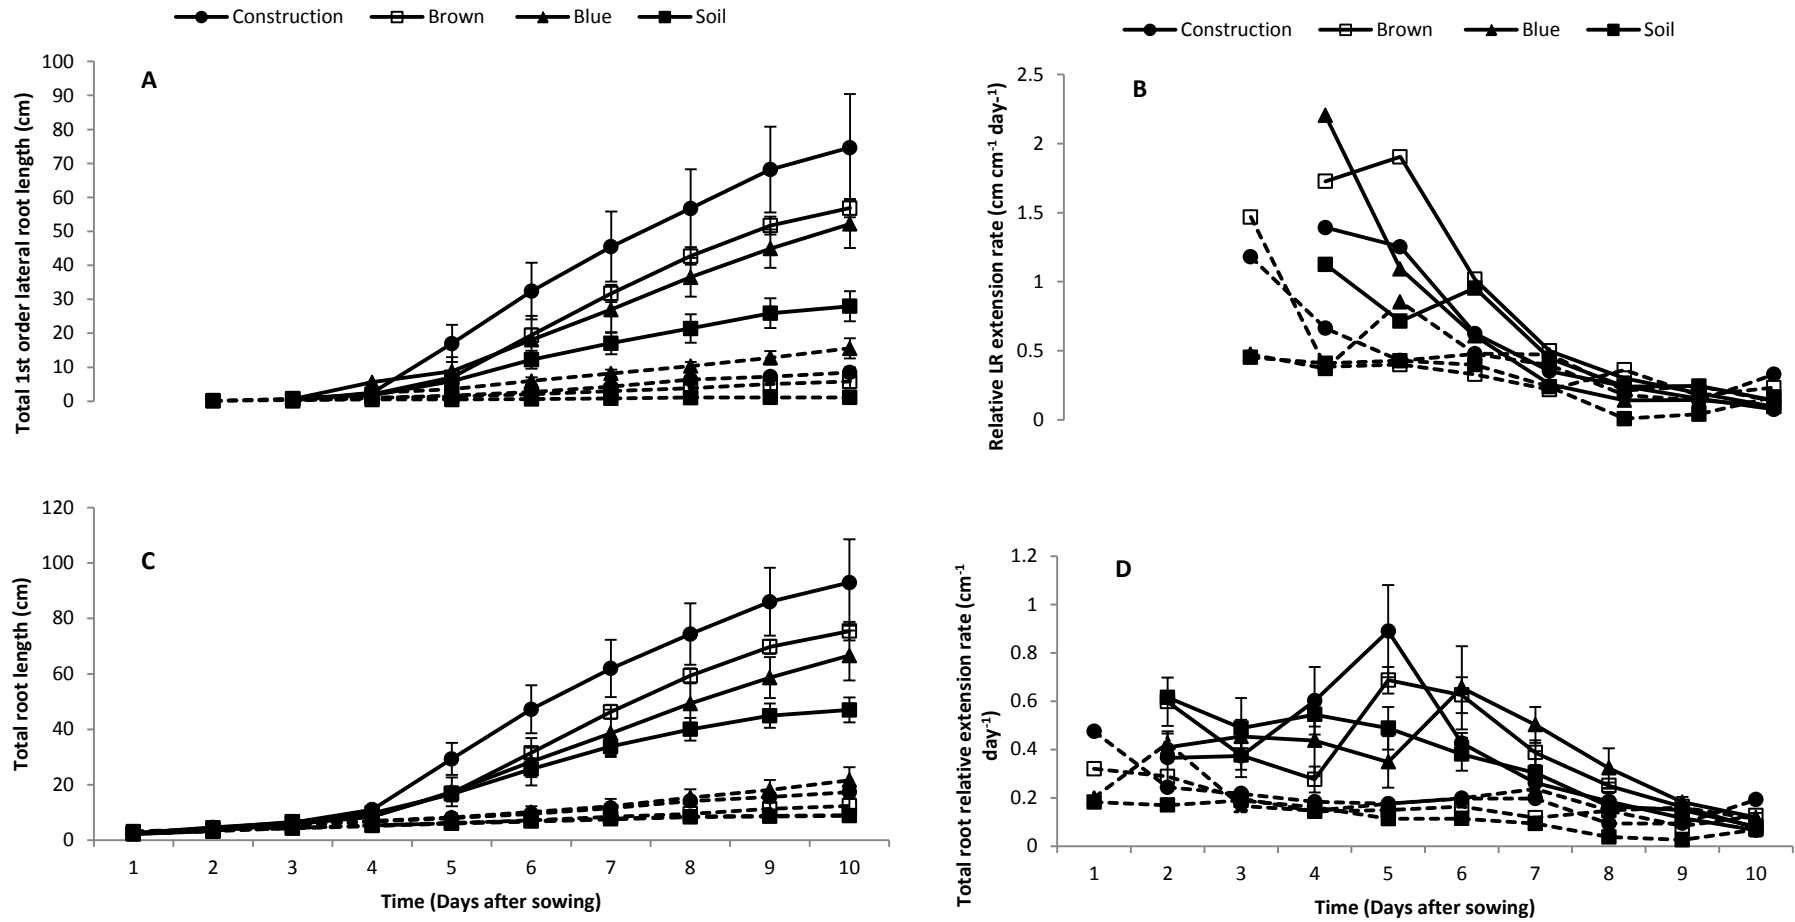 Construction Brown Blue Soil
A
Total 1st order lateral root length (cm)
100
90
80
70
60
50
40
30
20
10
0
Construction Brown Blue Soil
B
Relative LR extension rate (cm cm⁻¹ day-¹)
2.5
2
1.5
1
0.5
0
C
Total root length (cm)
120
100
80
60
40
20
0
1 2 3 4 5 6 7 8 9 10
Time (Days after sowing)
D
Total root relative extension rate (cm⁻¹
day⁻¹)
1.2
1
0.8
0.6
0.4
0.2
0
1 2 3 4 5 6 7 8 9 10
Time (Days after sowing)